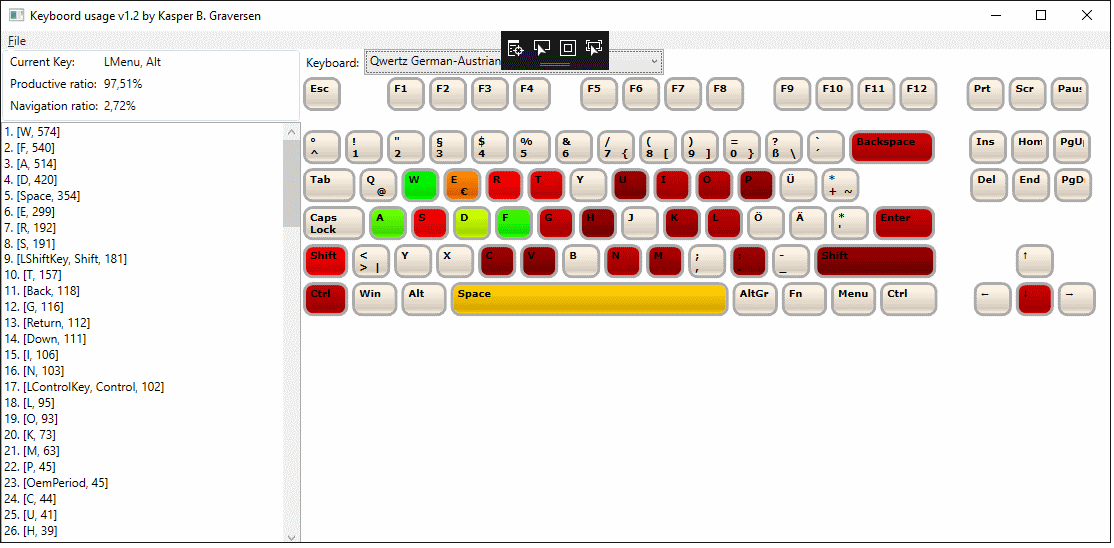 Keyboord usage v1.2 by Kasper B. Graversen
File
Current Key: LMenu, Alt
Productive ratio: 97,51%
Navigation ratio: 2,72%
Keyboard: Qwertz German-Austrian
1. [W, 574]
2. [F, 540]
3. [A, 514]
4. [D, 420]
5. [Space, 354]
6. [E, 299]
7. [R, 192]
8. [S, 191]
9. [LShiftKey, Shift, 181]
10. [T, 157]
11. [Back, 118]
12. [G, 116]
13. [Return, 112]
14. [Down, 111]
15. [I, 106]
16. [N, 103]
17. [LControlKey, Control, 102]
18. [L, 95]
19. [O, 93]
20. [K, 73]
21. [M, 63]
22. [P, 45]
23. [OemPeriod, 45]
24. [C, 44]
25. [U, 41]
26. [H, 39]
Esc F1 F2 F3 F4 F5 F6 F7 F8 F9 F10 F11 F12 Prt Scr Paus
° ! " § $ % & / ( ) = ? ` Backspace Ins Hom PgU
^ 1 2 3 4 5 6 7 { 8 [ 9 ] 0 } ß \ ´
Tab Q W E R T Y U I O P Ü * Del End PgD
@ € + ~
Caps A S D F G H J K L Ö Ä * Enter
Lock '
Shift < Y X C V B N M ; : - Shift ↑
> | , _
Ctrl Win Alt Space AltGr Fn Menu Ctrl ← ↓ →